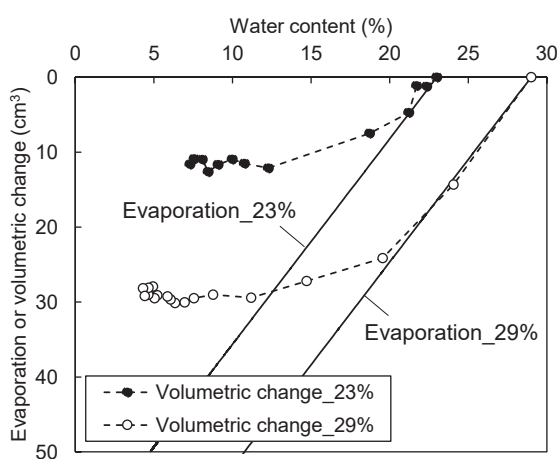 Water content (%)
0 5 10 15 20 25 30
Evaporation or volumetric change (cm³)
0
10
20
30
40
50
Evaporation_23%
Evaporation_29%
Volumetric change_23%
Volumetric change_29%